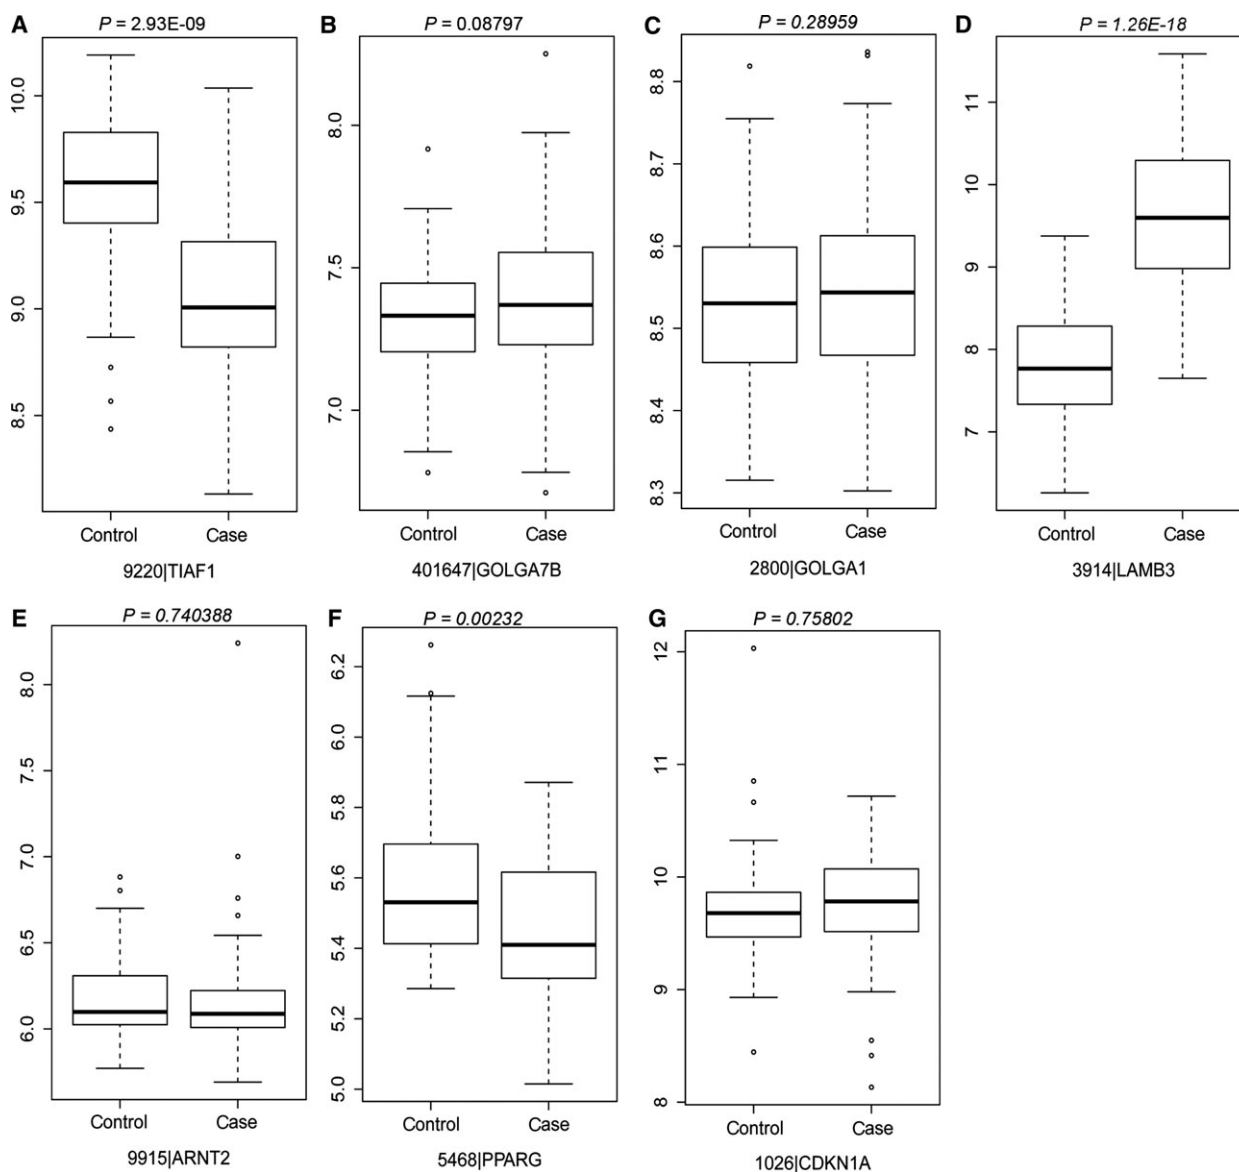 A
P = 2.93E-09
10.0
9.5
9.0
8.5
Control Case
9220|TIAF1
B
P = 0.08797
8.0
7.5
7.0
Control Case
401647|GOLGA7B
C
P = 0.28959
8.8
8.7
8.6
8.5
8.4
8.3
Control Case
2800|GOLGA1
D
P = 1.26E-18
11
10
9
8
7
Control Case
3914|LAMB3
E
P = 0.740388
8.0
7.5
7.0
6.5
6.0
Control Case
9915|ARNT2
F
P = 0.00232
6.2
6.0
5.8
5.6
5.4
5.2
5.0
Control Case
5468|PPARG
G
P = 0.75802
12
11
10
9
8
Control Case
1026|CDKN1A